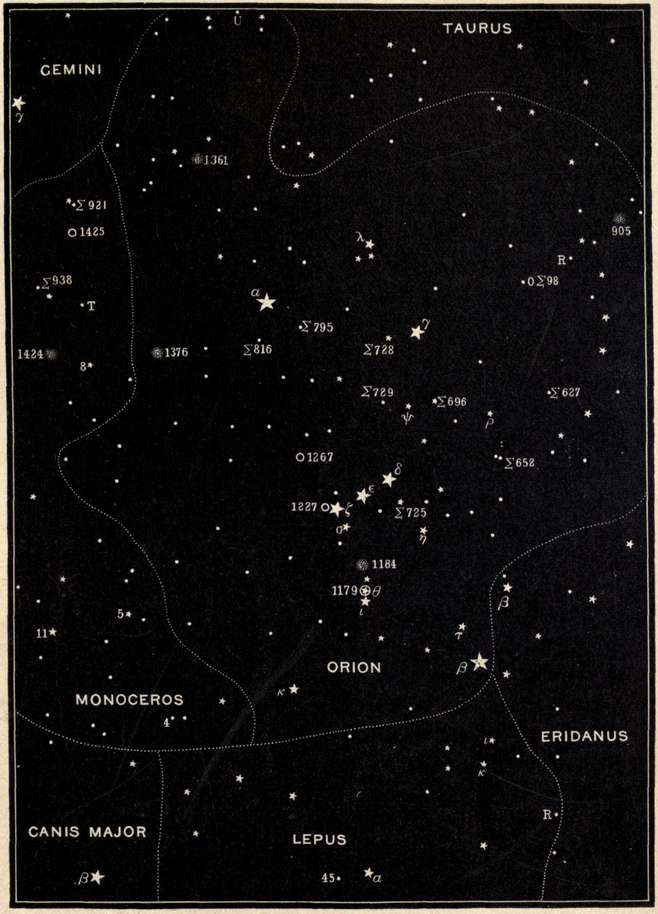 U
TAURUS
GEMINI
γ
1361
Σ921
1425
905
λ
R
Σ938
OΣ98
α
T
Σ795
γ
1424
1376
Σ816
Σ728
8
Σ729
Σ696
Σ627
ψ
ρ
1267
Σ652
δ
ε
1227
ζ
Σ725
σ
η
1184
1179
θ
β
ι
5
11
τ
ORION
β
κ
MONOCEROS
4
ERIDANUS
ι
κ
R
CANIS MAJOR
LEPUS
β
45
α